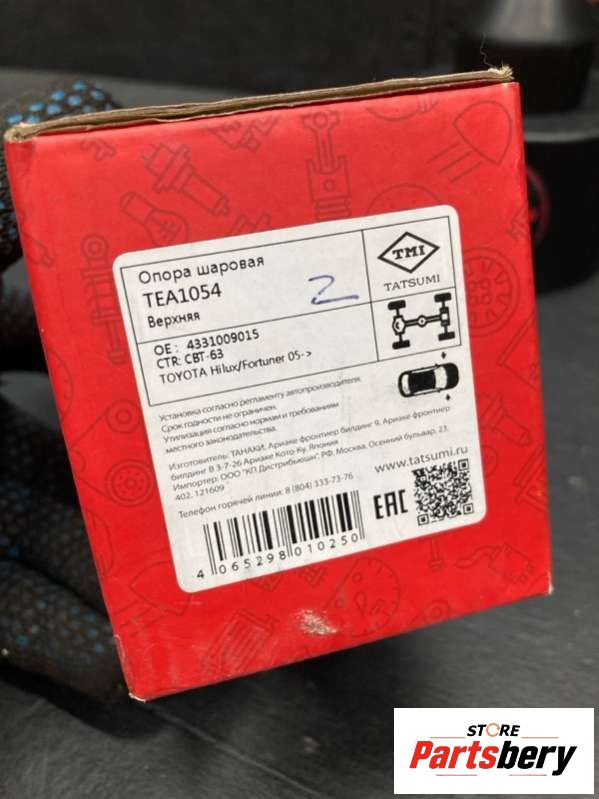 Опора шаровая
TEA1054
Верхняя
2
TMI
TATSUMI
OE : 4331009015
CTR: CBT-63
TOYOTA Hilux/Fortuner 05->
Установка согласно регламенту автопроизводителя.
Срок годности не ограничен.
Утилизация согласно нормам и требованиям
местного законодательства.
Изготовитель: ТАНАКИ, Ариаке фронтиер билдинг 9, Ариаке фронтиер
билдинг В 3-7-26 Ариаке Кото-Ку, Япония
Импортер: ООО "КП Дистрибьюшн", РФ, Москва, Осенний бульвар, 23,
402, 121609
Телефон горячей линии: 8 (804) 333-73-76
www.tatsumi.ru
EAC
4 065298 010250
STORE
Partsbery